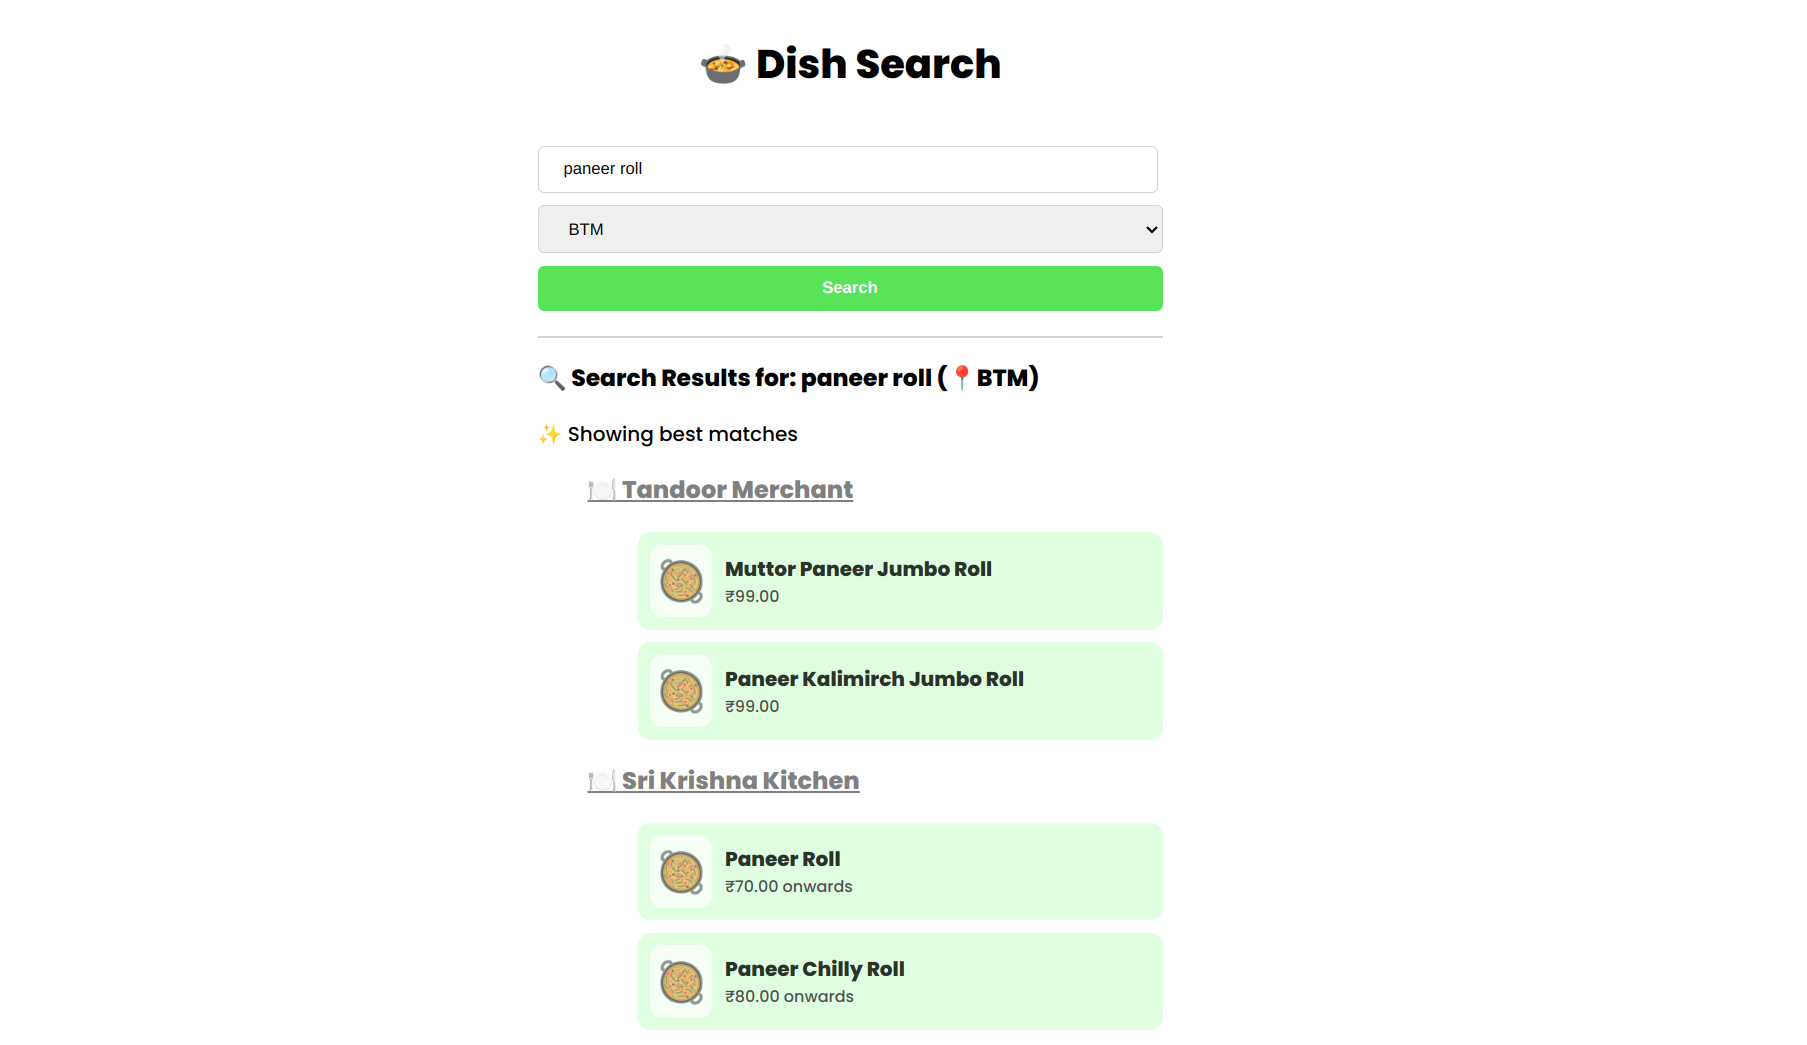 🍲 Dish Search
paneer roll
BTM
Search
🔍 Search Results for: paneer roll (📍BTM)
✨ Showing best matches
🍽️ Tandoor Merchant
Muttor Paneer Jumbo Roll
₹99.00
Paneer Kalimirch Jumbo Roll
₹99.00
🍽️ Sri Krishna Kitchen
Paneer Roll
₹70.00 onwards
Paneer Chilly Roll
₹80.00 onwards